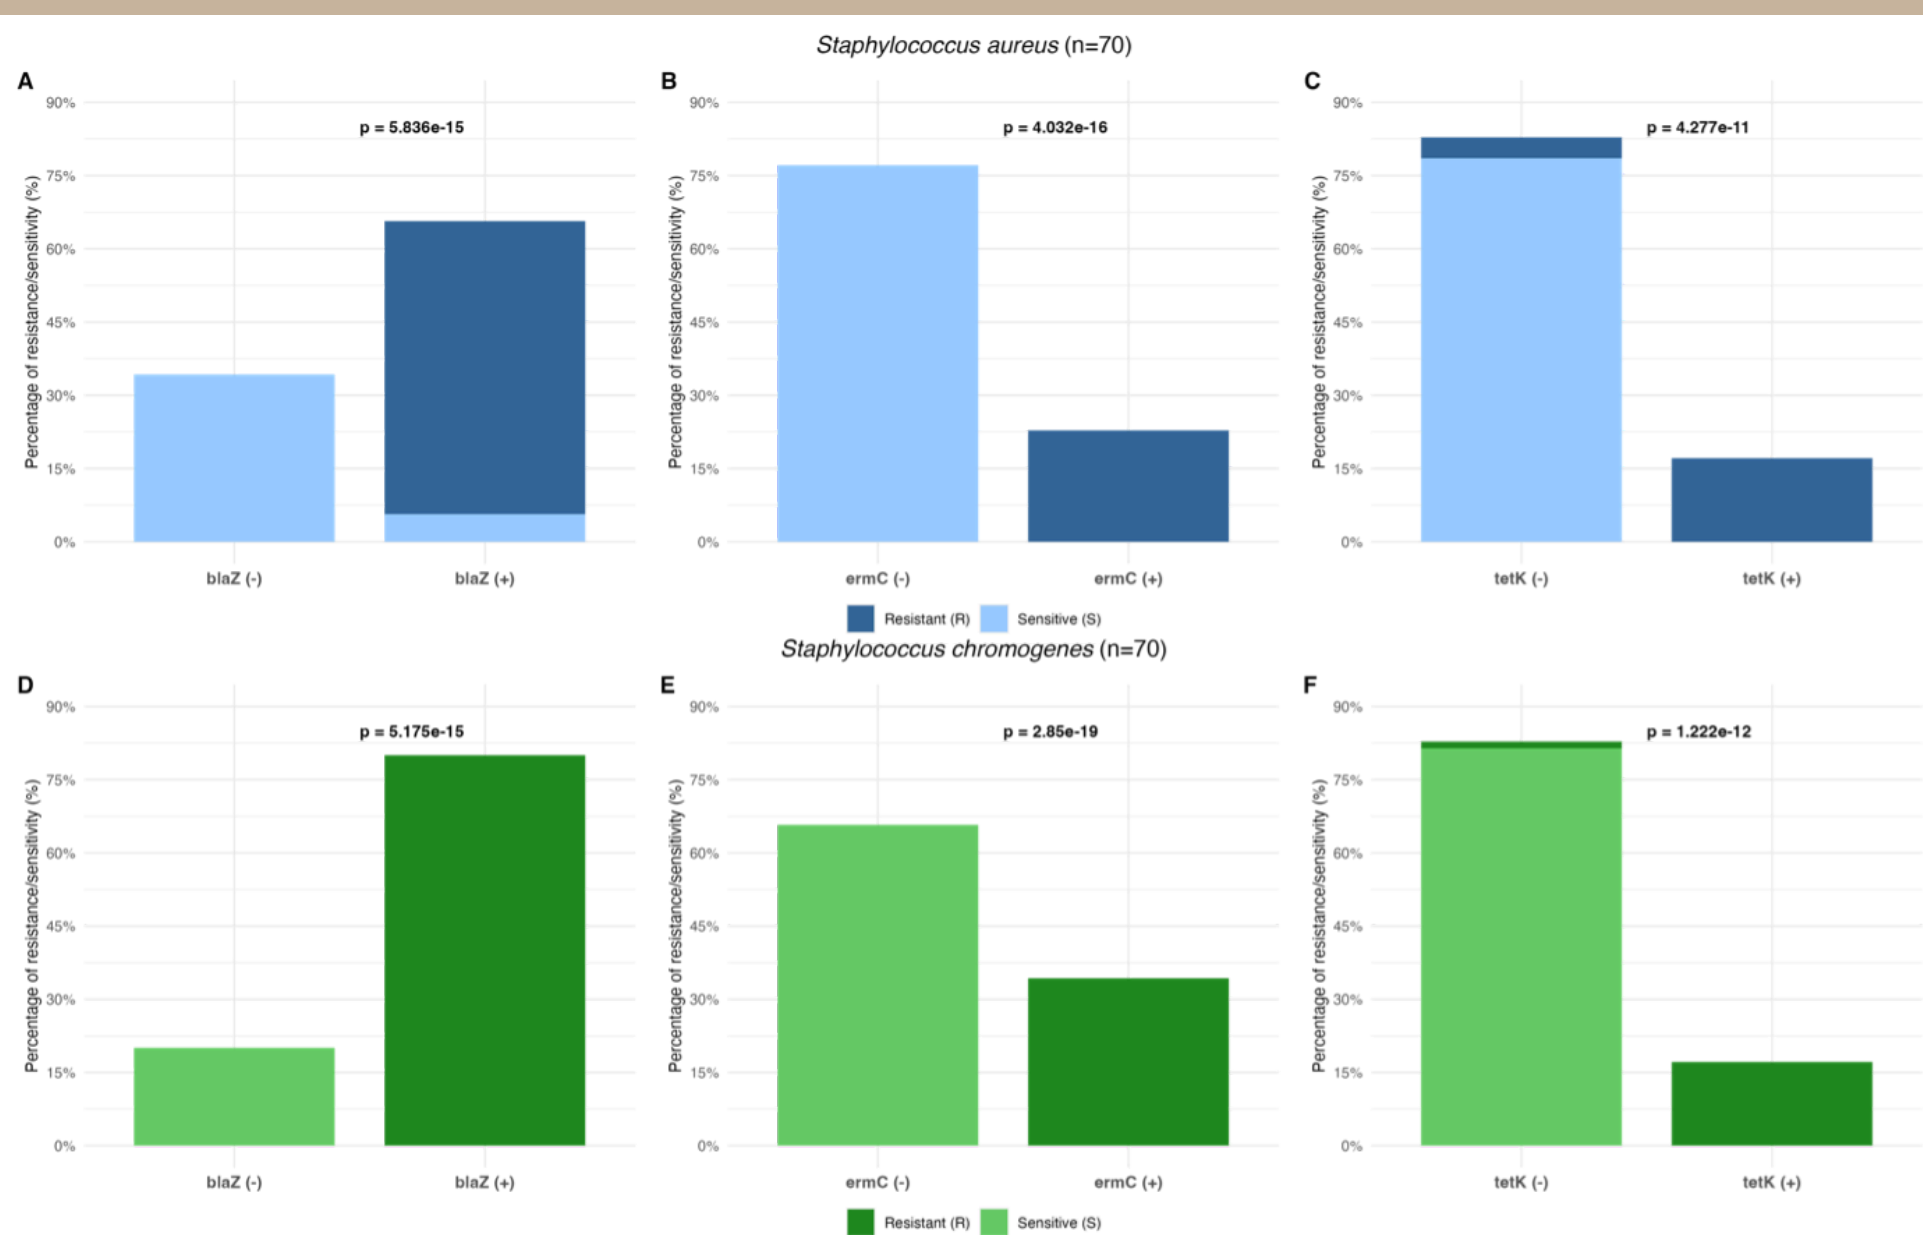 Staphylococcus aureus (n=70)
A
90%
75%
60%
45%
30%
15%
0%
Percentage of resistance/sensitivity (%)
p = 5.836e-15
blaZ (-)
blaZ (+)
B
90%
75%
60%
45%
30%
15%
0%
Percentage of resistance/sensitivity (%)
p = 4.032e-16
ermC (-)
ermC (+)
C
90%
75%
60%
45%
30%
15%
0%
Percentage of resistance/sensitivity (%)
p = 4.277e-11
tetK (-)
tetK (+)
Resistant (R) Sensitive (S)
Staphylococcus chromogenes (n=70)
D
90%
75%
60%
45%
30%
15%
0%
Percentage of resistance/sensitivity (%)
p = 5.175e-15
blaZ (-)
blaZ (+)
E
90%
75%
60%
45%
30%
15%
0%
Percentage of resistance/sensitivity (%)
p = 2.85e-19
ermC (-)
ermC (+)
F
90%
75%
60%
45%
30%
15%
0%
Percentage of resistance/sensitivity (%)
p = 1.222e-12
tetK (-)
tetK (+)
Resistant (R) Sensitive (S)